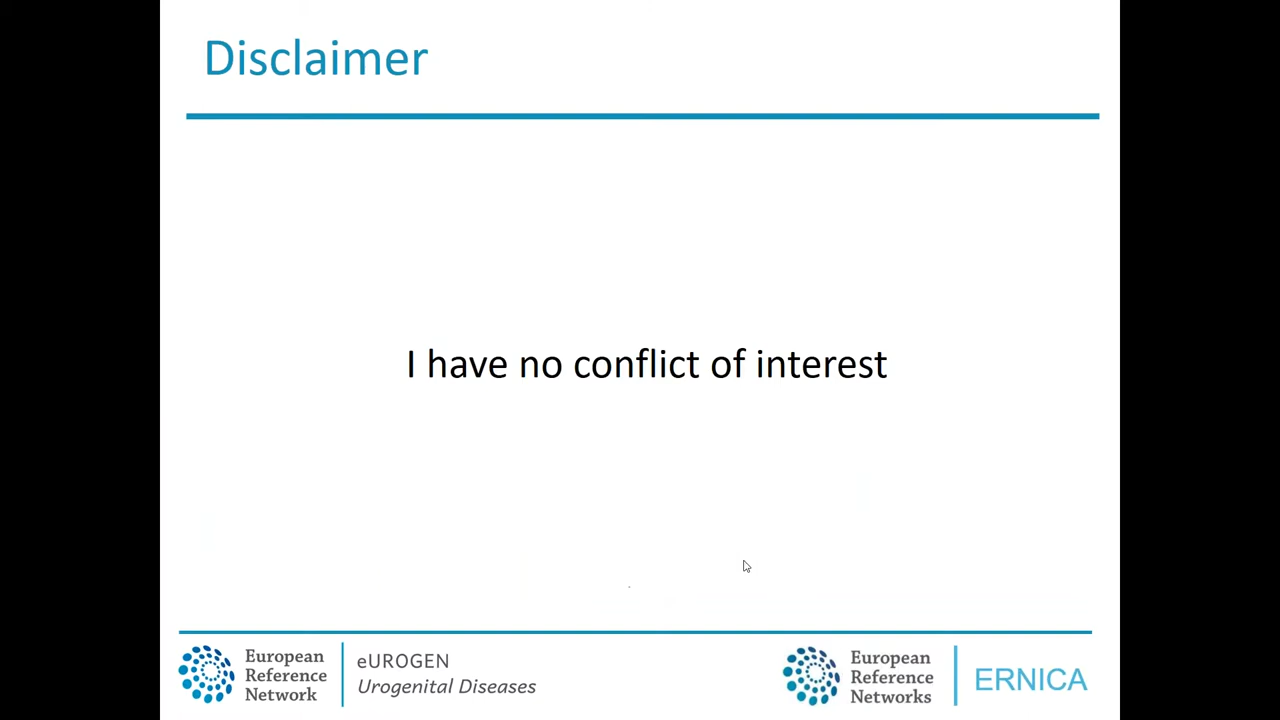 Disclaimer
I have no conflict of interest
European
Reference
Network
eUROGEN
Urogenital Diseases
European
Reference
Networks
ERNICA